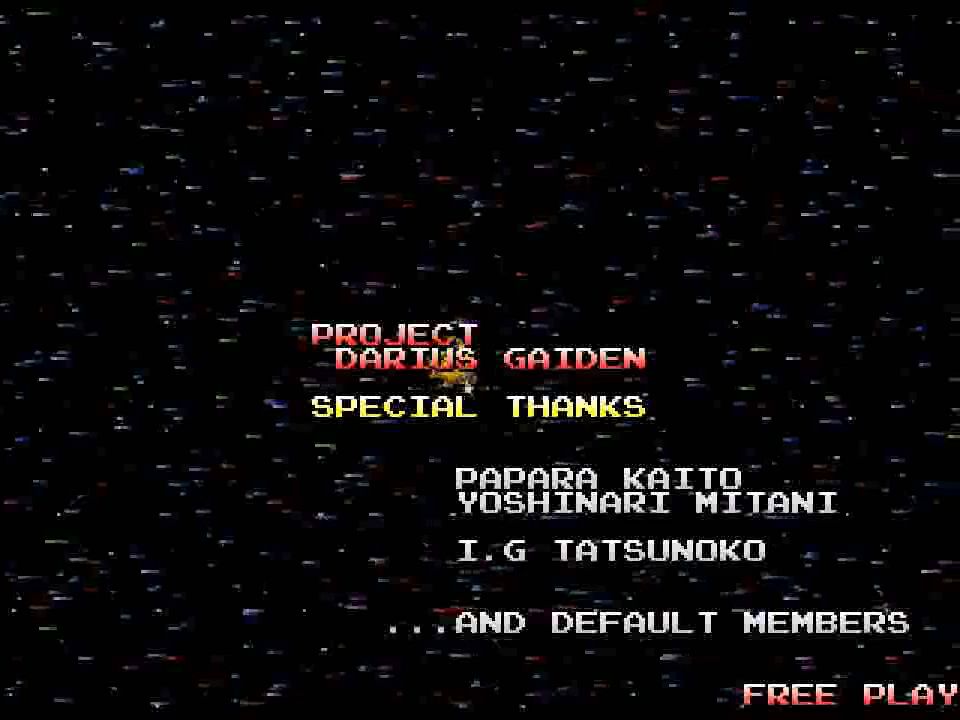 PROJECT
DARIUS GAIDEN
SPECIAL THANKS
PAPARA KAITO
YOSHINARI MITANI
I.G TATSUNOKO
...AND DEFAULT MEMBERS
FREE PLAY